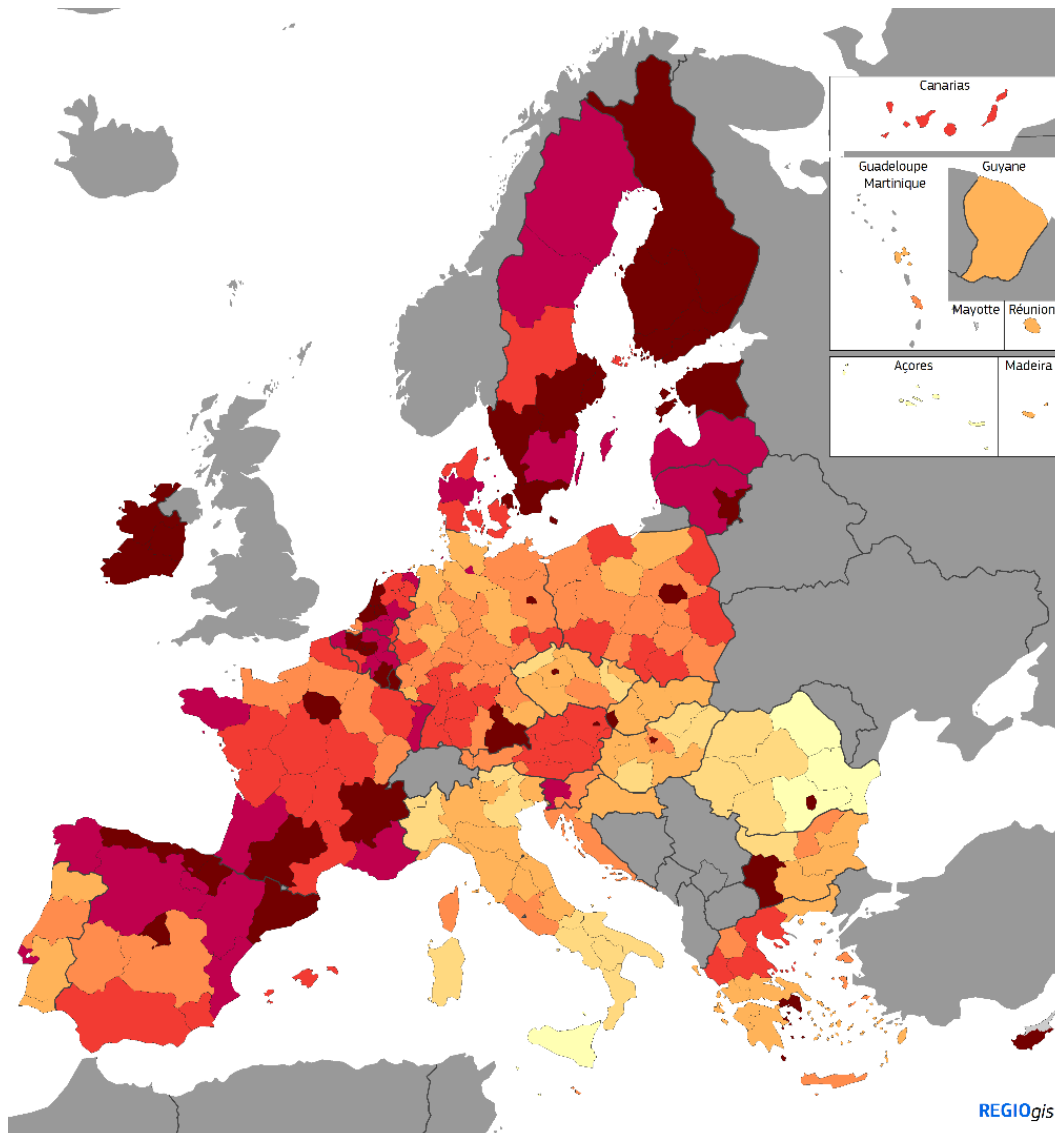 Canarias
Guadeloupe
Martinique
Guyane
Mayotte
Réunion
Açores
Madeira
REGIOgis